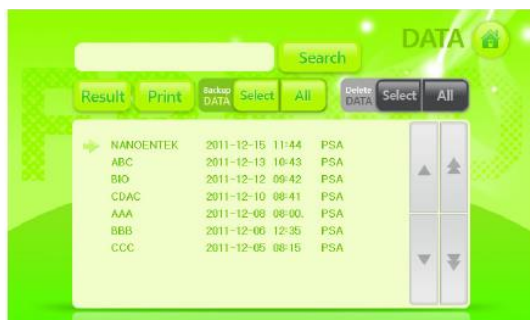 DATA
Search
Result Print Backup DATA Select All Delete DATA Select All
NANOENTEK 2011-12-15 11:44 PSA
ABC 2011-12-13 10:43 PSA
BIO 2011-12-12 09:42 PSA
CDAC 2011-12-10 08:41 PSA
AAA 2011-12-08 08:00. PSA
BBB 2011-12-06 12:35 PSA
CCC 2011-12-05 08:15 PSA